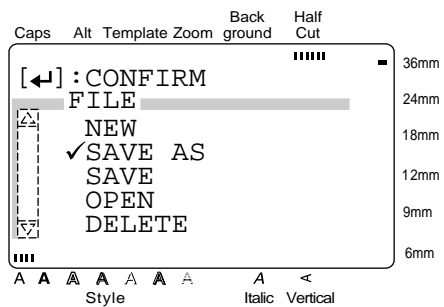 Back Half
Caps Alt Template Zoom ground Cut
[↵]:CONFIRM
36mm
FILE
24mm
NEW
18mm
✓SAVE AS
SAVE
12mm
OPEN
9mm
DELETE
6mm
A A A A A A A A A
Style Italic Vertical